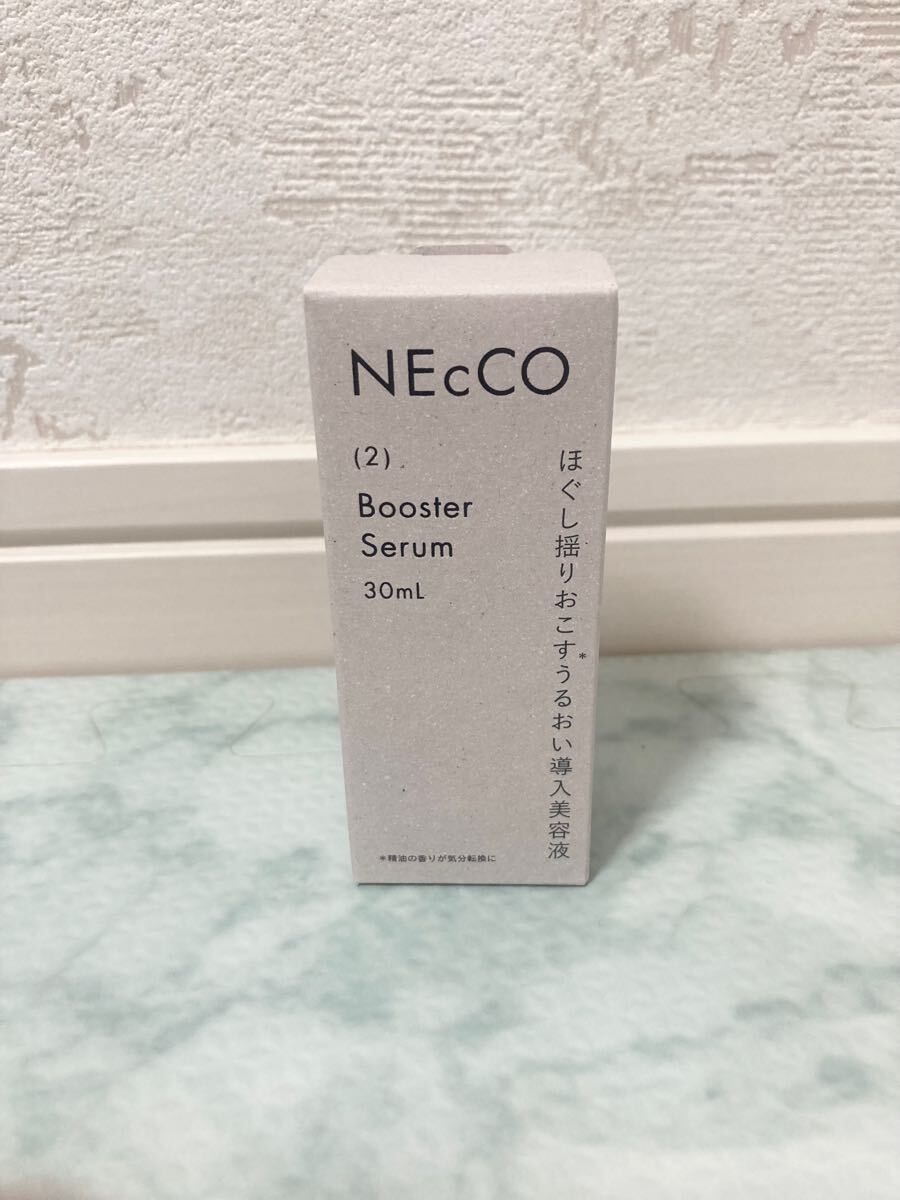 NEcCO
(2)
Booster
Serum
30mL
ほぐし揺りおこす*うるおい導入美容液
*精油の香りが気分転換に